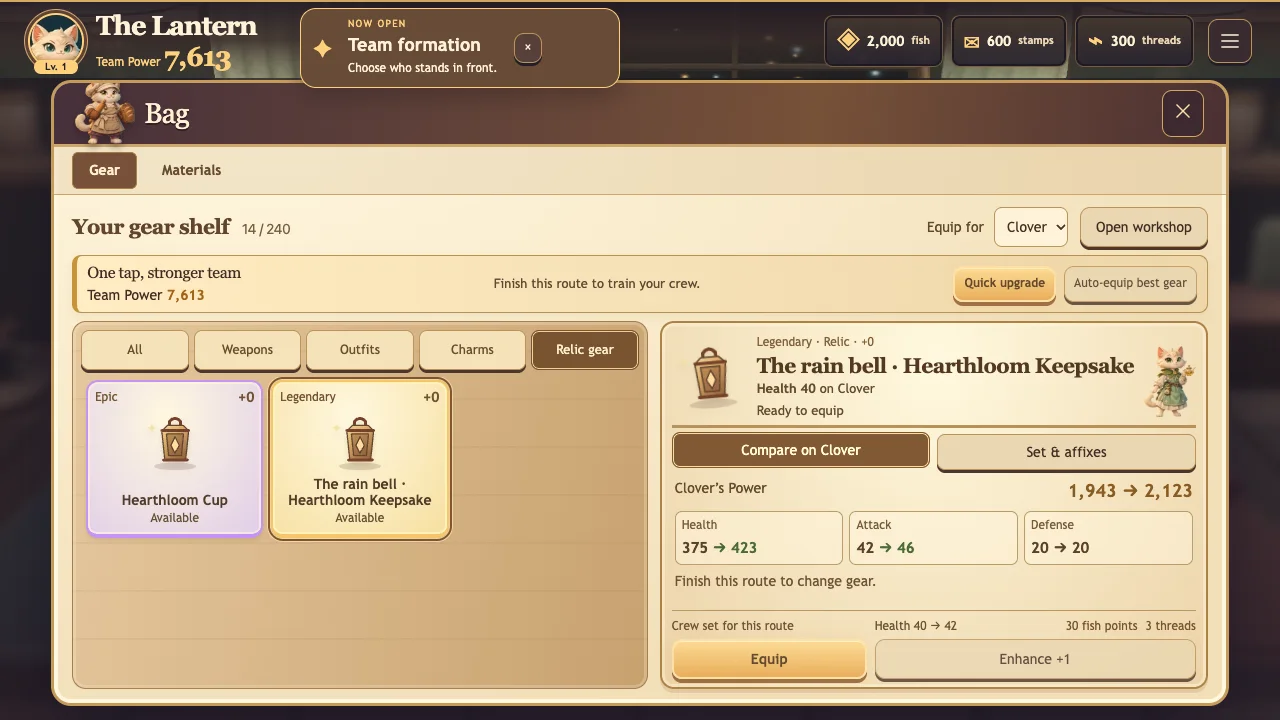 The Lantern
Team Power 7,613
Lv. 1
NOW OPEN
Team formation
Choose who stands in front.
×
2,000 fish
600 stamps
300 threads
Bag
Gear
Materials
Your gear shelf 14 / 240
Equip for
Clover
Open workshop
One tap, stronger team
Team Power 7,613
Finish this route to train your crew.
Quick upgrade
Auto-equip best gear
All
Weapons
Outfits
Charms
Relic gear
Epic +0
Hearthloom Cup
Available
Legendary +0
The rain bell ·
Hearthloom Keepsake
Available
Legendary · Relic · +0
The rain bell · Hearthloom Keepsake
Health 40 on Clover
Ready to equip
Compare on Clover
Set & affixes
Clover's Power 1,943 → 2,123
Health
375 → 423
Attack
42 → 46
Defense
20 → 20
Finish this route to change gear.
Crew set for this route
Health 40 → 42
30 fish points 3 threads
Equip
Enhance +1